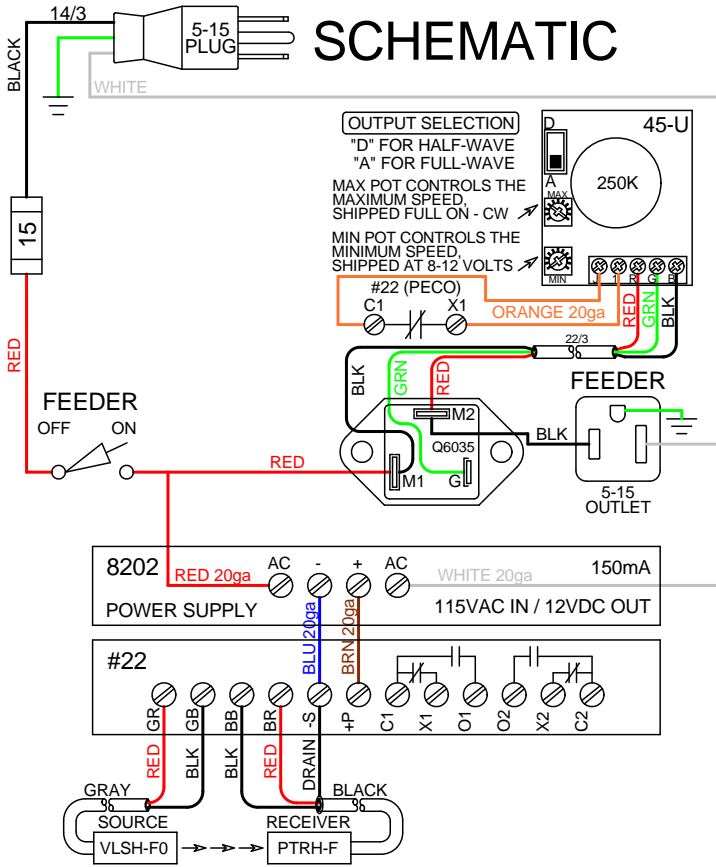 14/3
BLACK
5-15
PLUG
SCHEMATIC
WHITE
OUTPUT SELECTION
"D" FOR HALF-WAVE
"A" FOR FULL-WAVE
MAX POT CONTROLS THE
MAXIMUM SPEED,
SHIPPED FULL ON - CW
MIN POT CONTROLS THE
MINIMUM SPEED,
SHIPPED AT 8-12 VOLTS
D
45-U
A
MAX
250K
MIN
1 R G B
15
#22 (PECO)
C1 X1
ORANGE 20ga
RED
GRN
BLK
22/3
RED
BLK
GRN
RED
FEEDER
OFF ON
RED
M2
Q6035
M1 G
BLK
FEEDER
5-15
OUTLET
8202
RED 20ga
AC - + AC
WHITE 20ga
150mA
POWER SUPPLY
115VAC IN / 12VDC OUT
BLU 20ga
BRN 20ga
#22
GR GB BB BR -S +P C1 X1 O1 O2 X2 C2
RED BLK BLK RED DRAIN
GRAY BLACK
SOURCE RECEIVER
VLSH-F0 PTRH-F